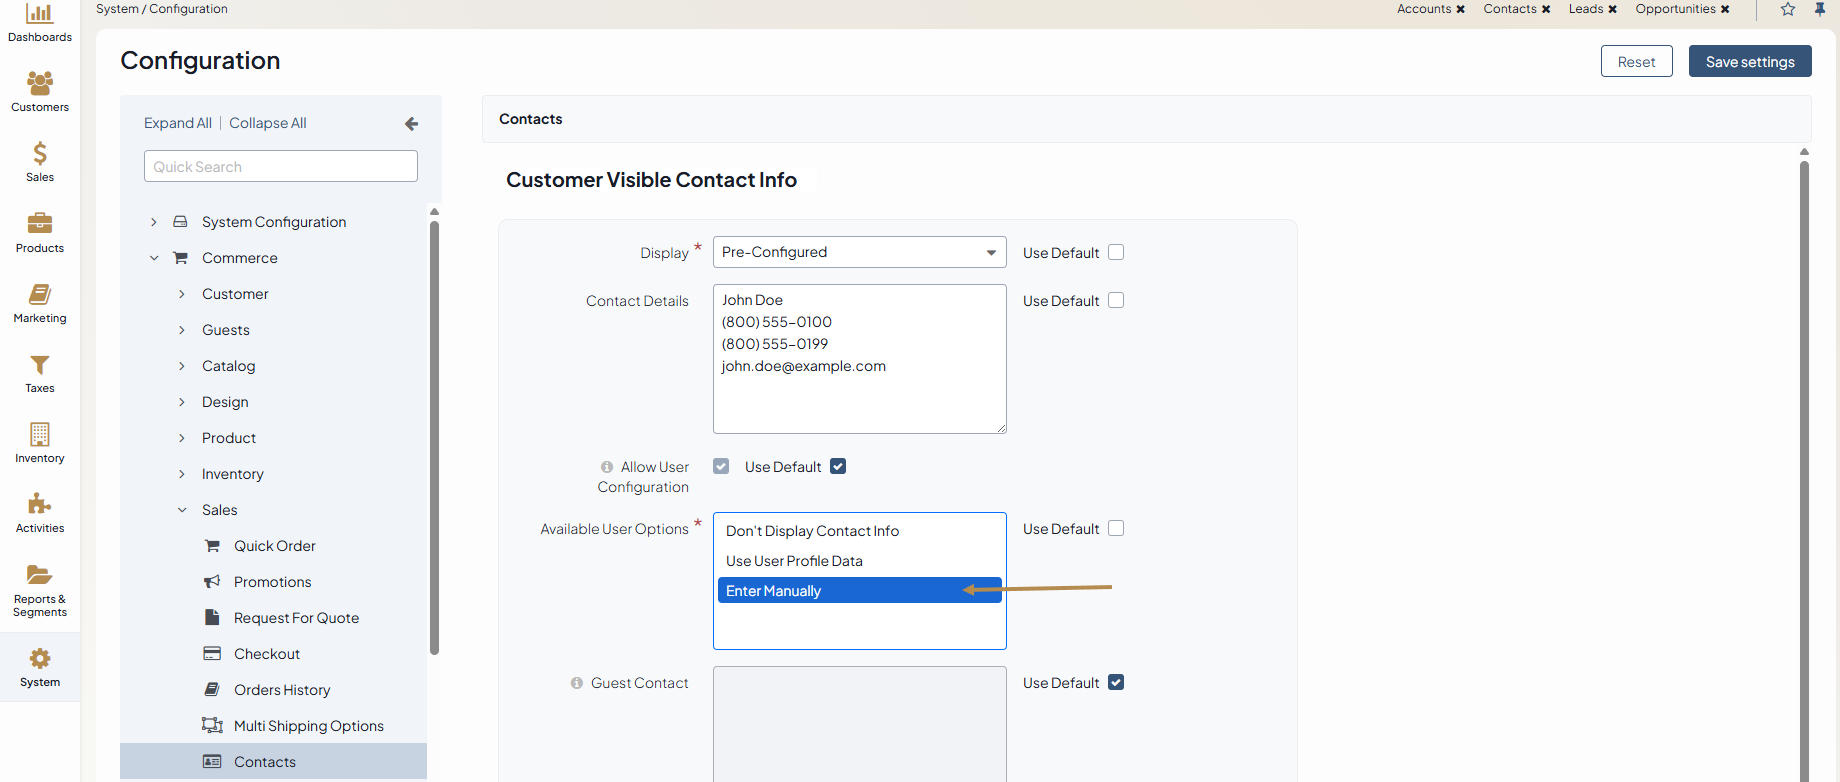 System / Configuration
Accounts ✖ Contacts ✖ Leads ✖ Opportunities ✖
Dashboards
Customers
Sales
Products
Marketing
Taxes
Inventory
Activities
Reports &
Segments
System
Configuration
Reset
Save settings
Expand All | Collapse All
Quick Search
System Configuration
Commerce
Customer
Guests
Catalog
Design
Product
Inventory
Sales
Quick Order
Promotions
Request For Quote
Checkout
Orders History
Multi Shipping Options
Contacts
Contacts
Customer Visible Contact Info
Display * Pre-Configured Use Default
Contact Details Use Default
John Doe
(800) 555-0100
(800) 555-0199
john.doe@example.com
Allow User
Configuration
Use Default
Available User Options * Use Default
Don't Display Contact Info
Use User Profile Data
Enter Manually
Guest Contact Use Default